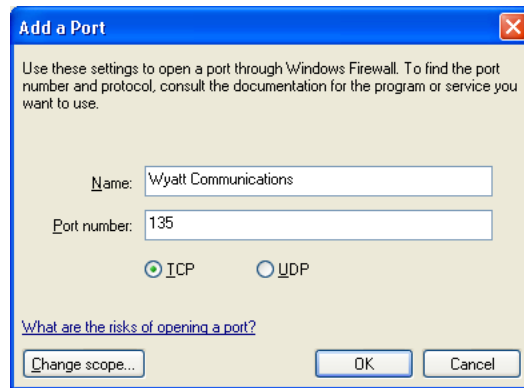 Add a Port
Use these settings to open a port through Windows Firewall. To find the port
number and protocol, consult the documentation for the program or service you
want to use.
Name: Wyatt Communications
Port number: 135
TCP UDP
What are the risks of opening a port?
Change scope... OK Cancel